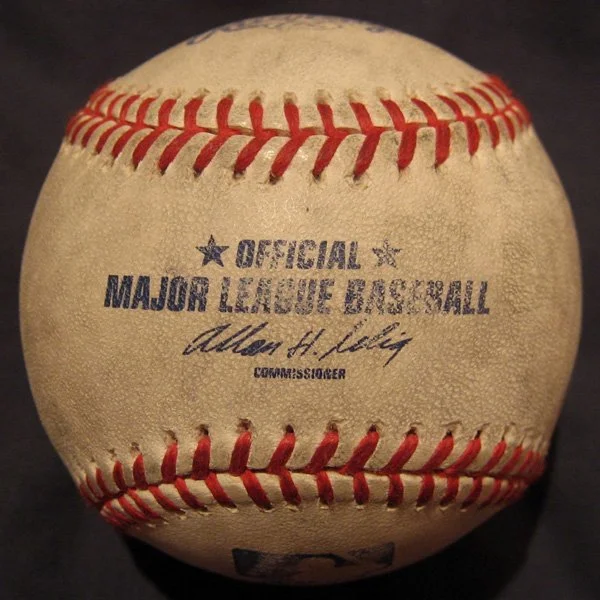 ★ OFFICIAL ★
MAJOR LEAGUE BASEBALL
Allan H. Selig
COMMISSIONER